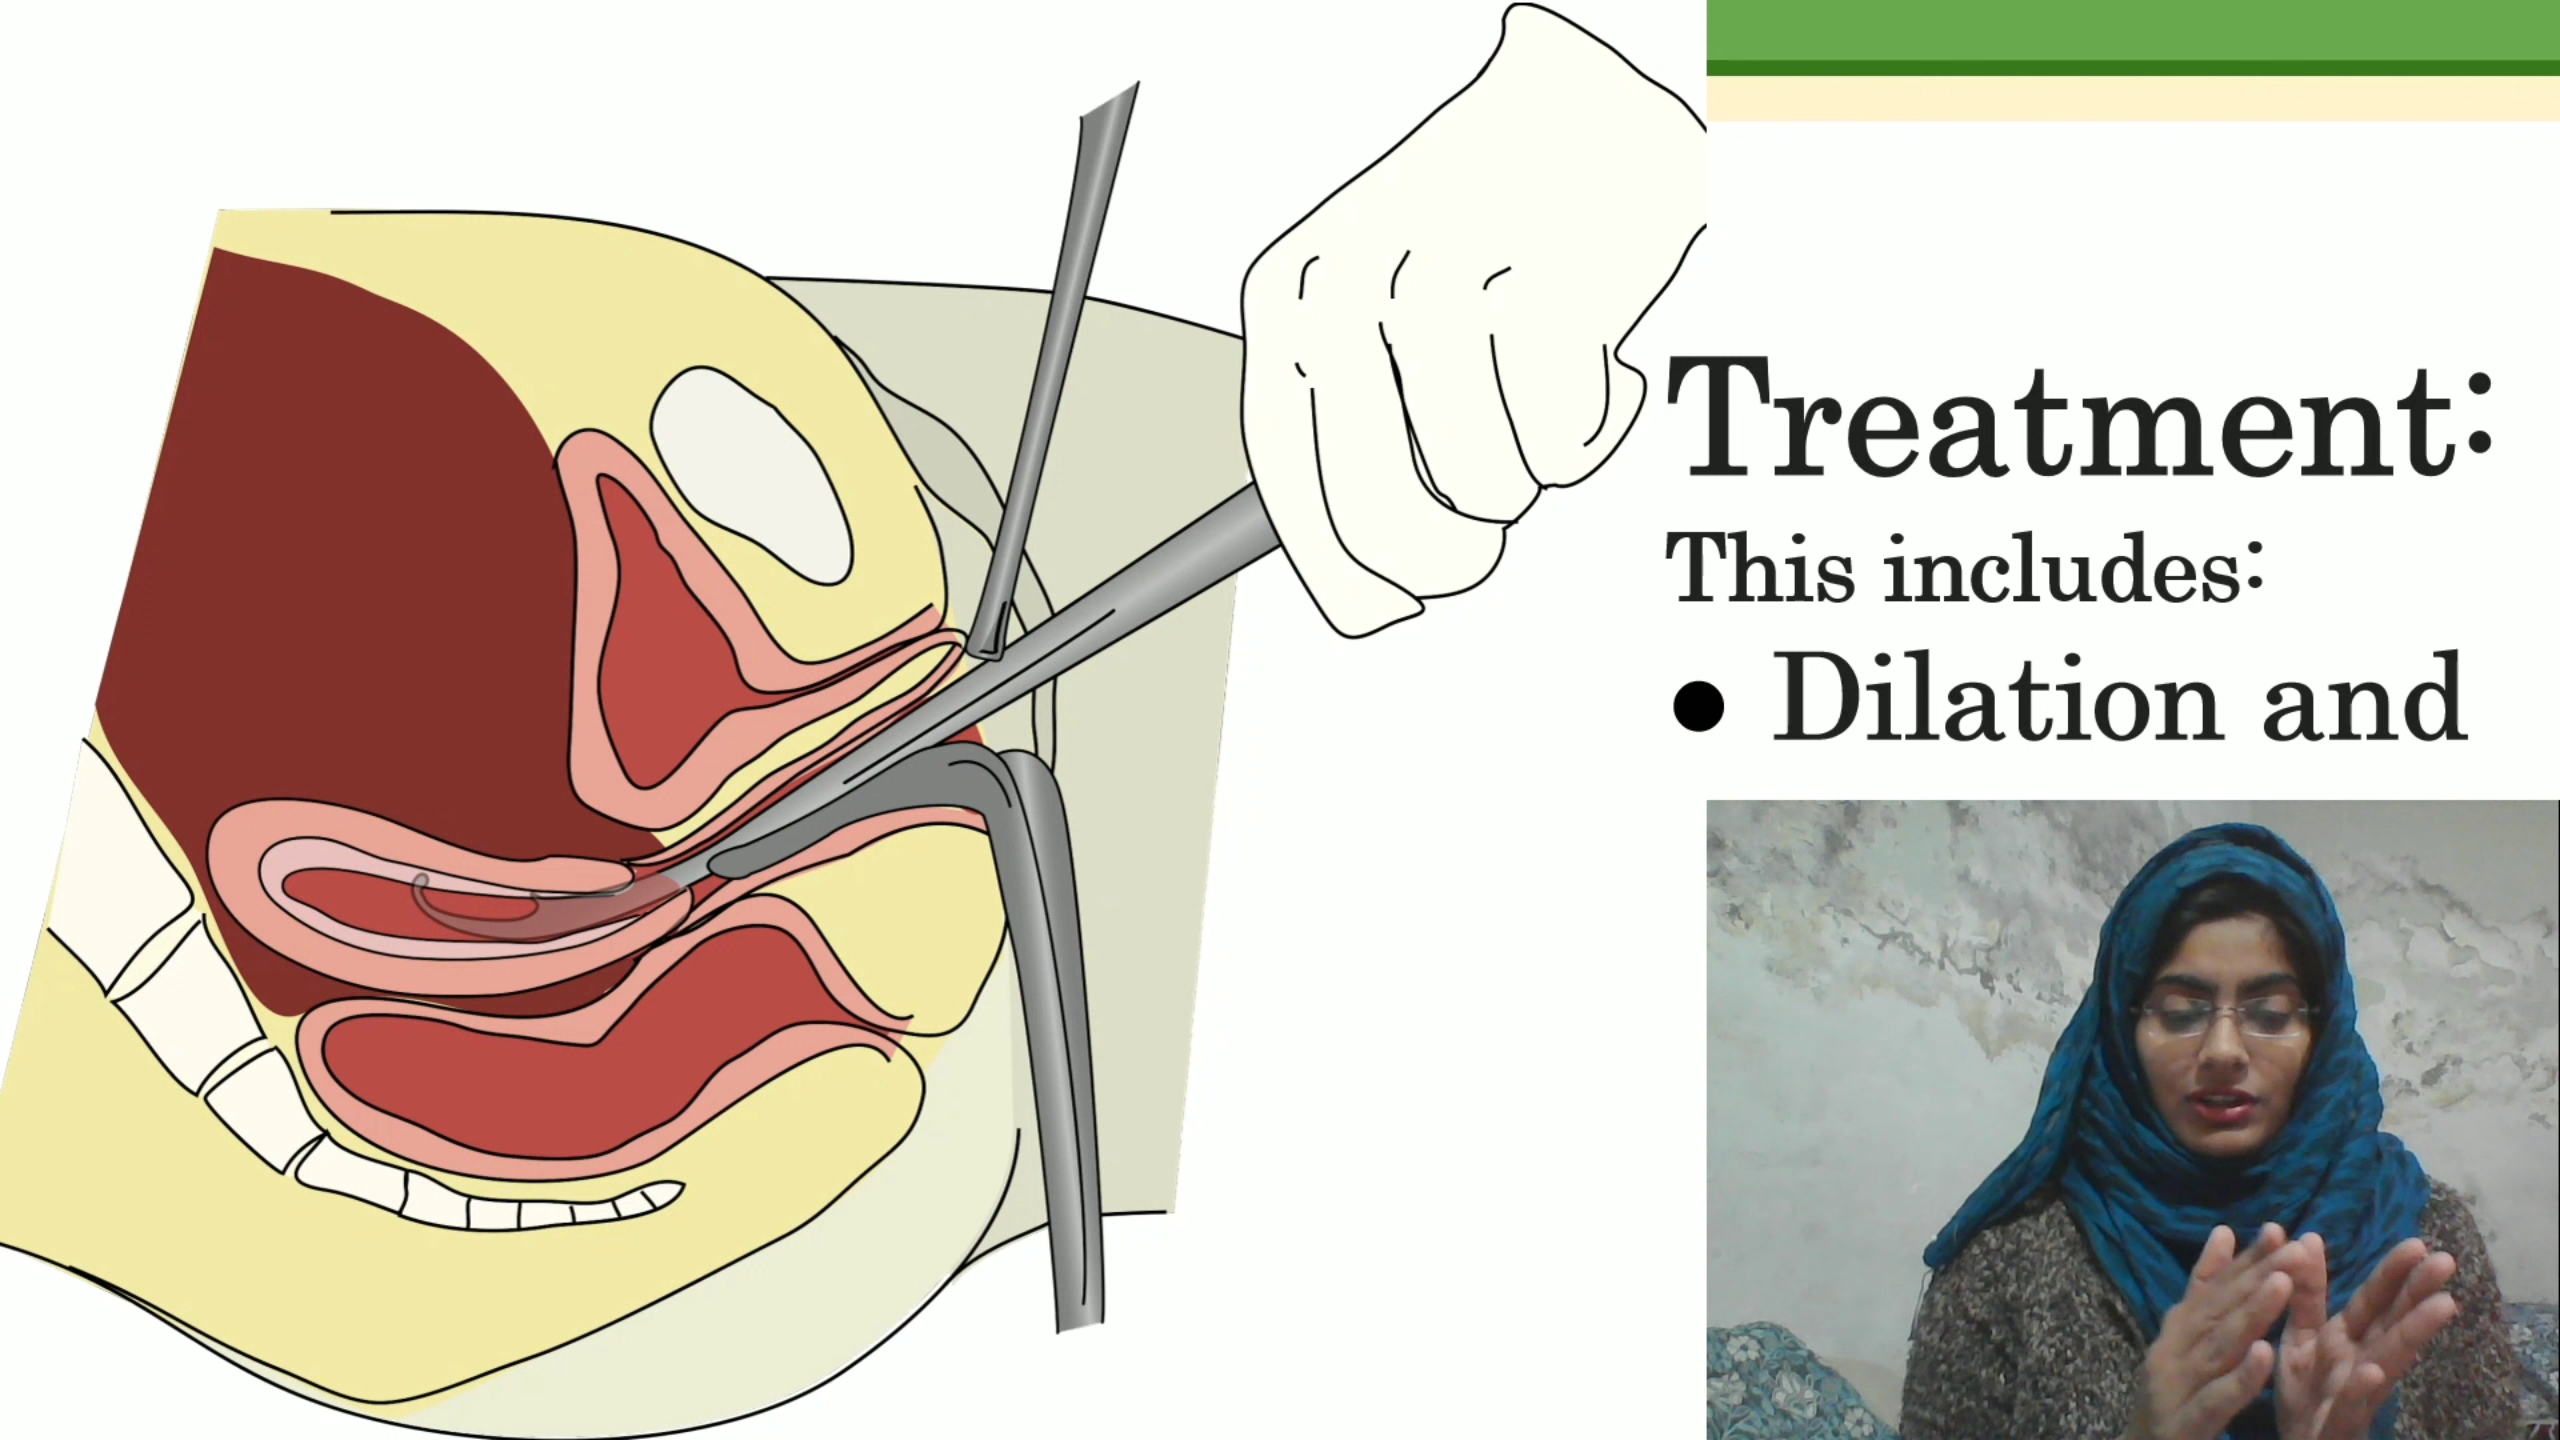 Treatment:
This includes:
● Dilation and